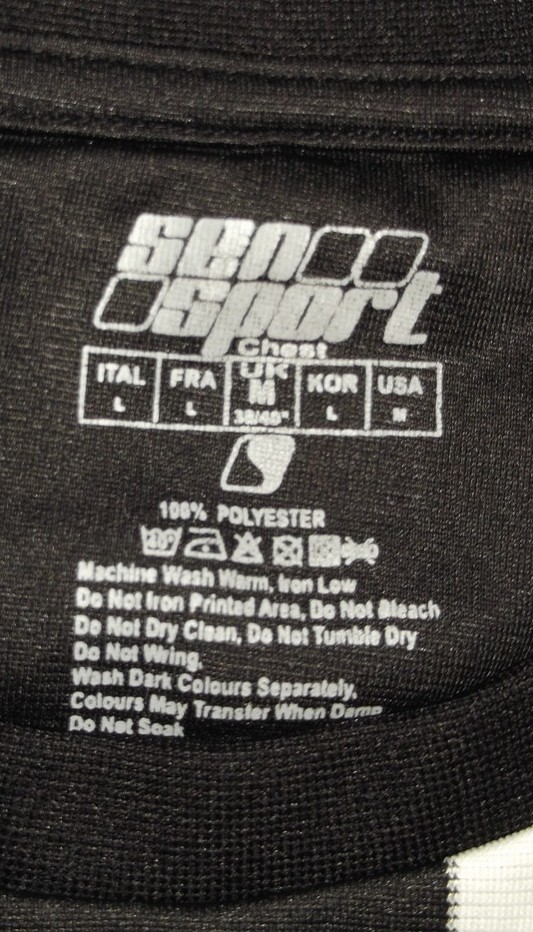 sen
sport
Chest
ITAL FRA UK KOR USA
L L M L M
38/40"
100% POLYESTER
Machine Wash Warm, Iron Low
Do Not Iron Printed Area, Do Not Bleach
Do Not Dry Clean, Do Not Tumble Dry
Do Not Wring.
Wash Dark Colours Separately,
Colours May Transfer When Damp
Do Not Soak